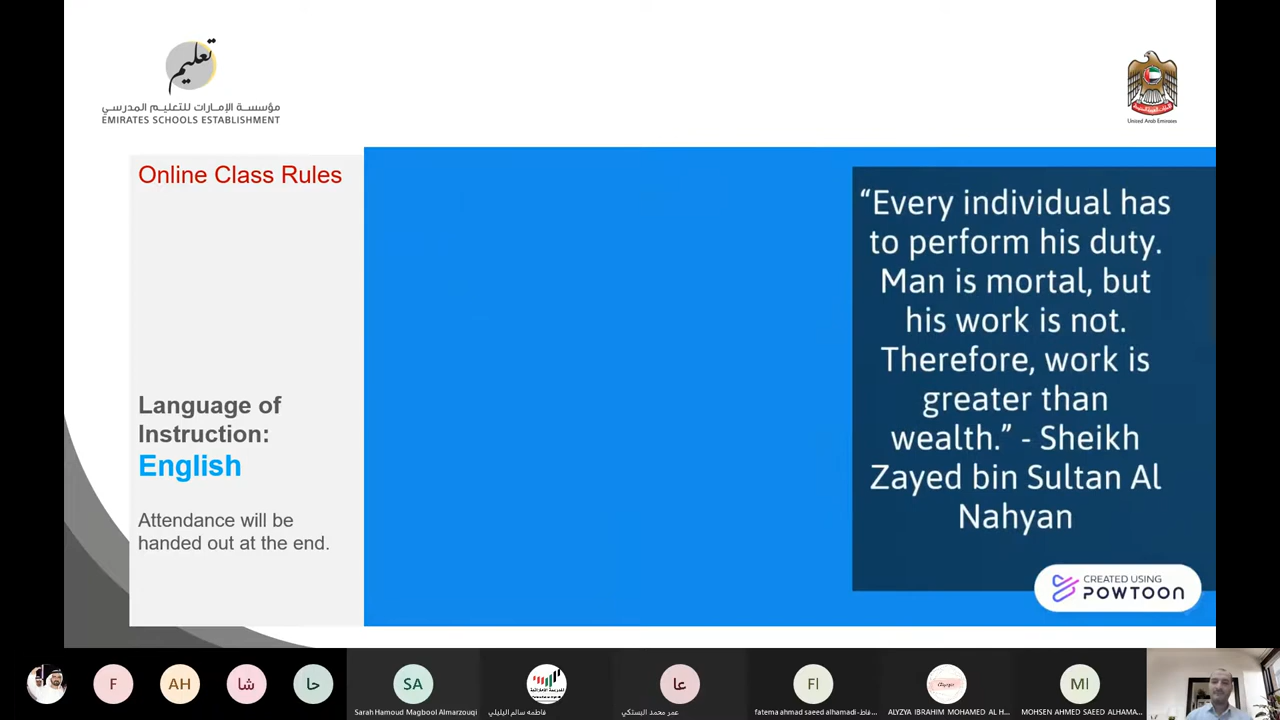 تعليم
مؤسسة الإمارات للتعليم المدرسي
EMIRATES SCHOOLS ESTABLISHMENT
United Arab Emirates
Online Class Rules
Language of
Instruction:
English
Attendance will be
handed out at the end.
“Every individual has
to perform his duty.
Man is mortal, but
his work is not.
Therefore, work is
greater than
wealth.” - Sheikh
Zayed bin Sultan Al
Nahyan
CREATED USING
POWTOON
F
AH
شا
حا
SA
Sarah Hamoud Magbool Almarzouqi
فاطمه سالم البليلي
عا
عمر محمد البستكي
FI
fatema ahmad saeed alhamadi-فاط...
ALYZYA IBRAHIM MOHAMED AL H...
MI
MOHSEN AHMED SAEED ALHAMA...